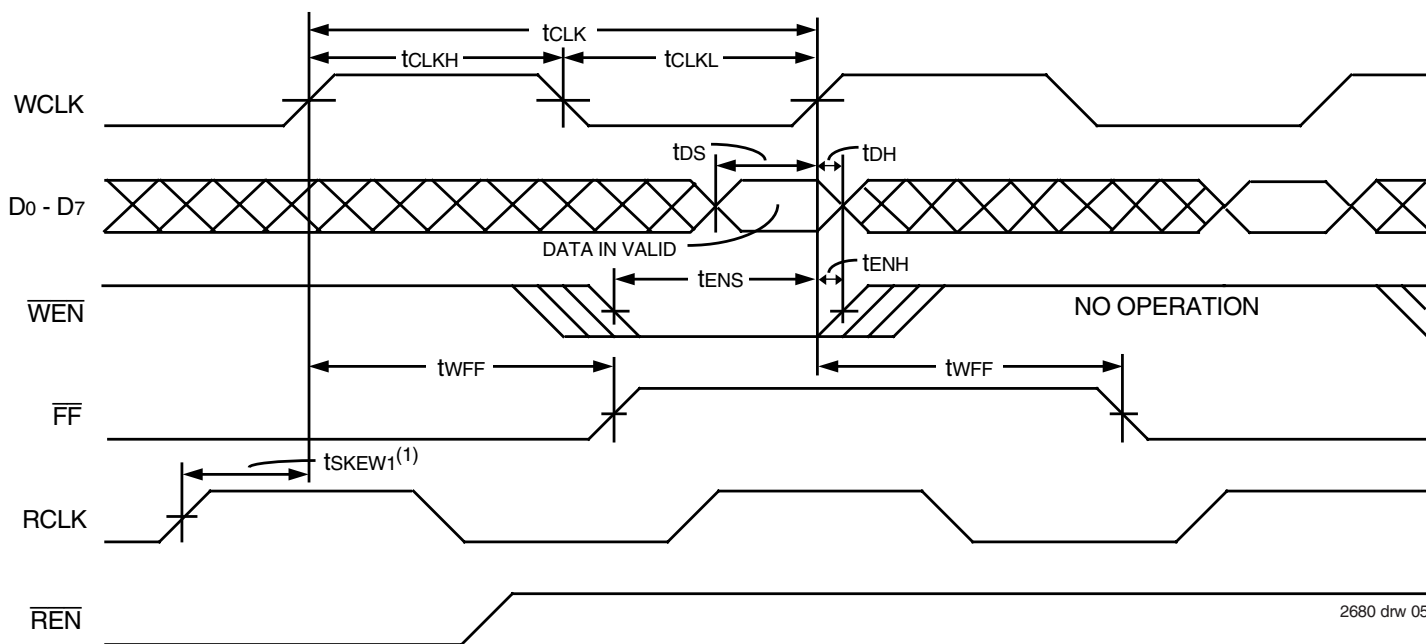 tCLK
tCLKH
tCLKL
WCLK
tDS
tDH
D0 - D7
DATA IN VALID
tENS
tENH
WEN
NO OPERATION
tWFF
tWFF
FF
tSKEW1(1)
RCLK
REN
2680 drw 05